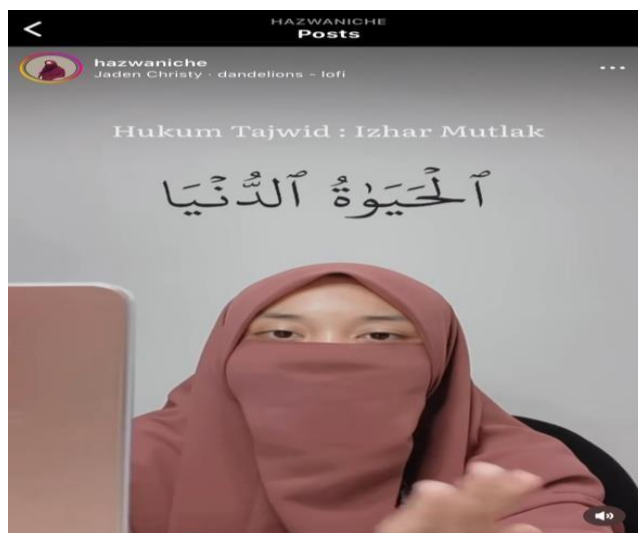 HAZWANICHE
Posts
hazwaniche
Jaden Christy · dandelions - lofi
Hukum Tajwid : Izhar Mutlak
ٱلْحَيَوٰةُ ٱلدُّنْيَا